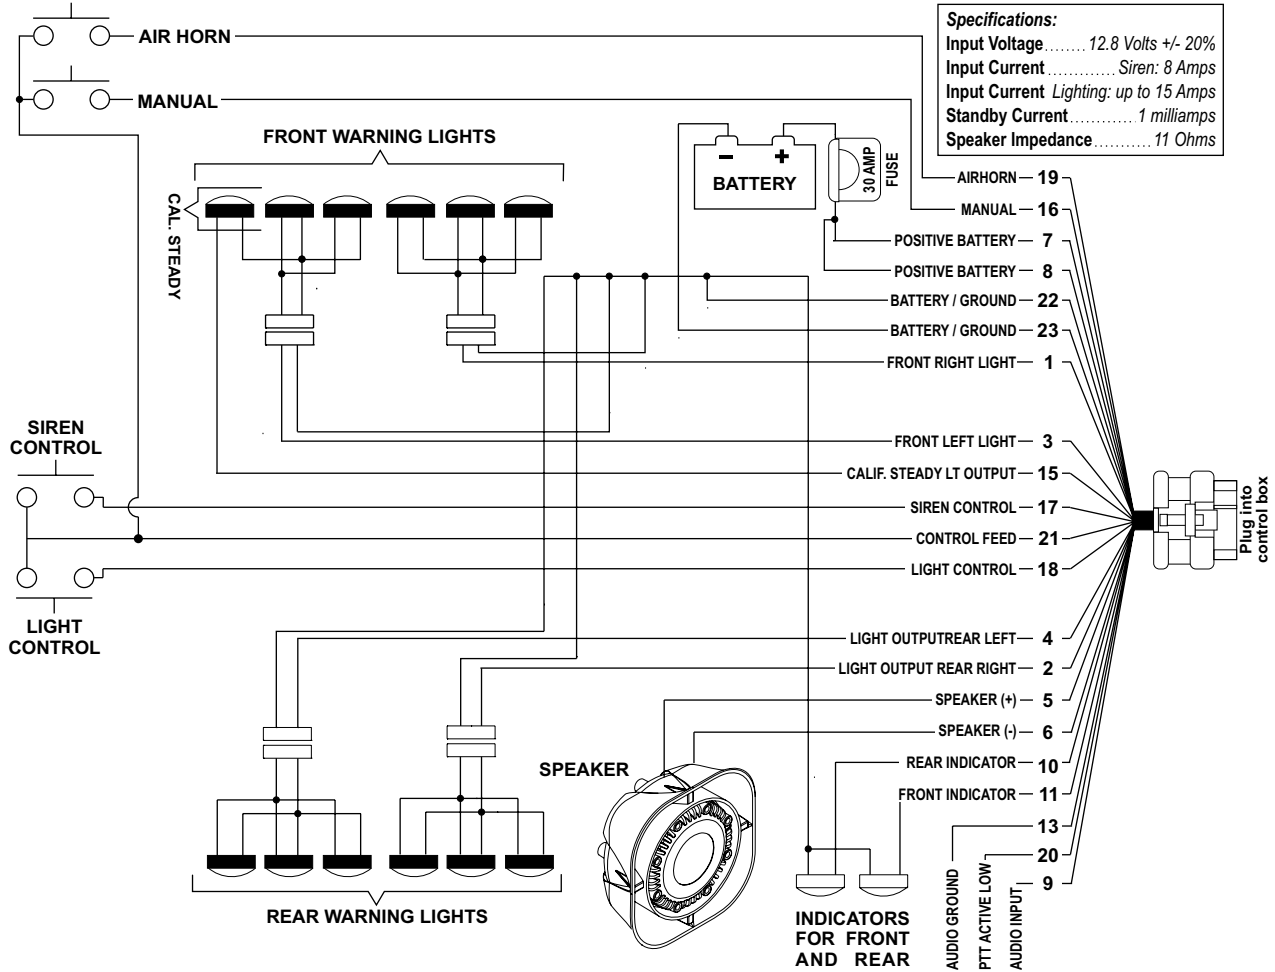 AIR HORN
MANUAL
FRONT WARNING LIGHTS
CAL. STEADY
BATTERY
- +
30 AMP
FUSE
Specifications:
Input Voltage........ 12.8 Volts +/- 20%
Input Current............. Siren: 8 Amps
Input Current Lighting: up to 15 Amps
Standby Current............ 1 milliamps
Speaker Impedance........... 11 Ohms
AIRHORN 19
MANUAL 16
POSITIVE BATTERY 7
POSITIVE BATTERY 8
BATTERY / GROUND 22
BATTERY / GROUND 23
FRONT RIGHT LIGHT 1
FRONT LEFT LIGHT 3
CALIF. STEADY LT OUTPUT 15
SIREN CONTROL 17
CONTROL FEED 21
LIGHT CONTROL 18
LIGHT OUTPUTREAR LEFT 4
LIGHT OUTPUT REAR RIGHT 2
SPEAKER (+) 5
SPEAKER (-) 6
REAR INDICATOR 10
FRONT INDICATOR 11
13
20
9
AUDIO GROUND
PTT ACTIVE LOW
AUDIO INPUT
Plug into
control box
SIREN
CONTROL
LIGHT
CONTROL
SPEAKER
REAR WARNING LIGHTS
INDICATORS
FOR FRONT
AND REAR